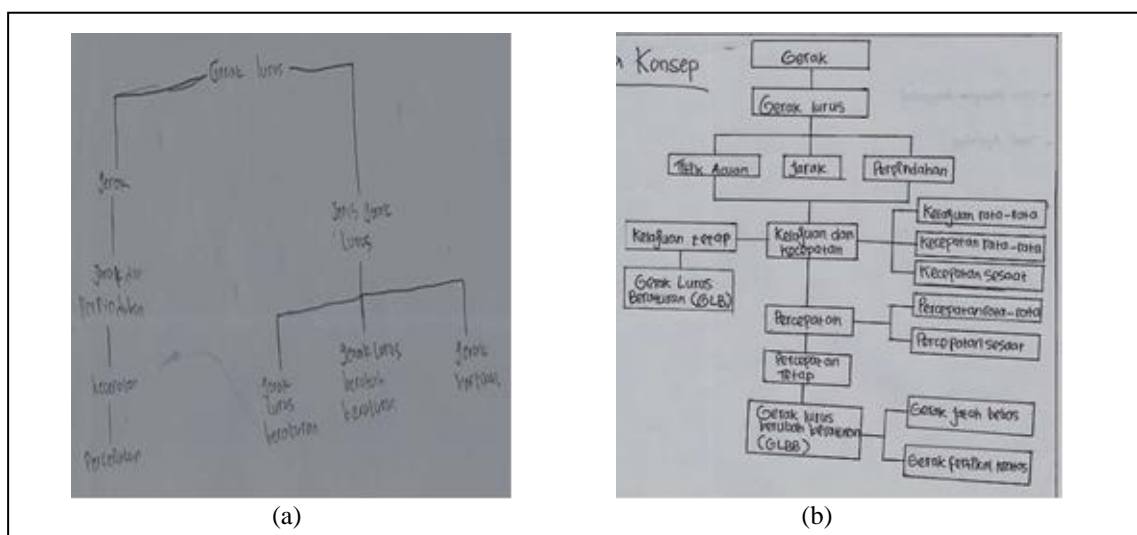 Gerak lurus
Gerak
Jenis gerak
lurus
Jarak dan
Perpindahan
Kecepatan
Percepatan
Gerak
lurus
beraturan
Gerak lurus
berubah
beraturan
Gerak
vertikal
(a)
Konsep
Gerak
Gerak lurus
Titik Acuan
Jarak
Perpindahan
Kelajuan tetap
Kelajuan dan
kecepatan
Kelajuan rata-rata
Kecepatan rata-rata
Kecepatan sesaat
Gerak Lurus
Beraturan (GLB)
Percepatan
Percepatan rata-rata
Percepatan sesaat
Percepatan
Tetap
Gerak lurus
berubah beraturan
(GLBB)
Gerak jatuh bebas
Gerak
(b)